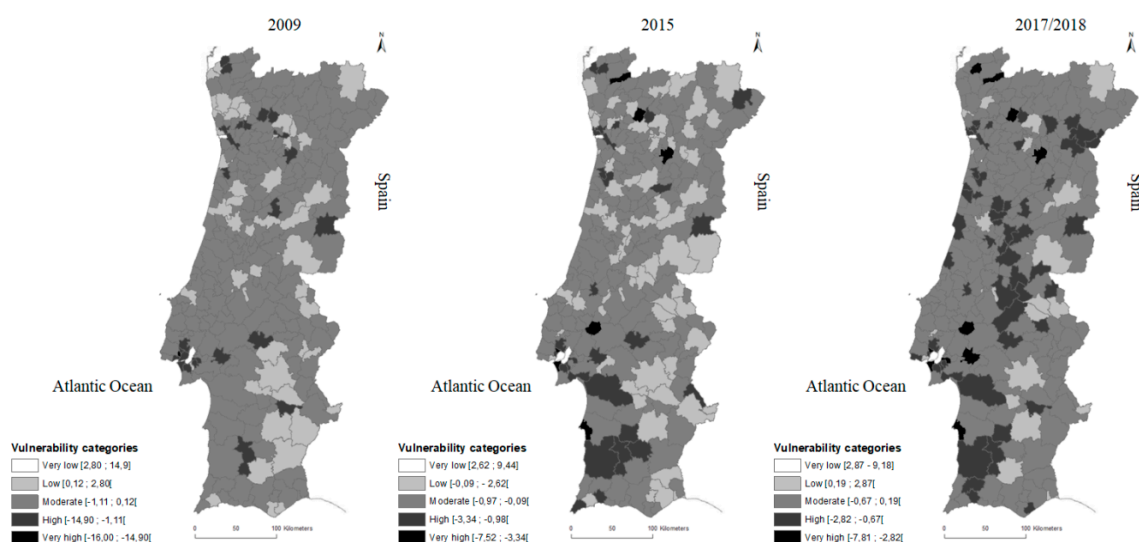 2009
N
Spain
Atlantic Ocean
Vulnerability categories
Very low [2,80 ; 14,9]
Low [0,12 ; 2,80[
Moderate [-1,11 ; 0,12[
High [-14,90 ; -1,11[
Very high [-16,00 ; -14,90[
0 50 100 Kilometers
2015
N
Spain
Atlantic Ocean
Vulnerability categories
Very low [2,62 ; 9,44]
Low [-0,09 ; - 2,62[
Moderate [-0,97 ; -0,09[
High [-3,34 ; -0,98[
Very high [-7,52 ; -3,34[
0 50 100 Kilometers
2017/2018
N
Spain
Atlantic Ocean
Vulnerability categories
Very low [2,87 - 9,18]
Low [0,19 ; 2,87[
Moderate [-0,67 ; 0,19[
High [-2,82 ; -0,67[
Very high [-7,81 ; -2,82[
0 50 100 Kilometers